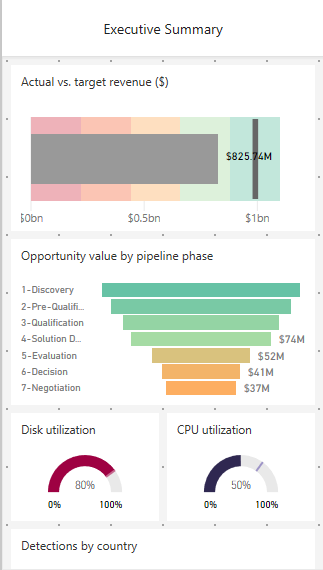 Executive Summary
Actual vs. target revenue ($)
$825.74M
$0bn $0.5bn $1bn
Opportunity value by pipeline phase
1-Discovery
2-Pre-Qualifi...
3-Qualification
4-Solution D... $74M
5-Evaluation $52M
6-Decision $41M
7-Negotiation $37M
Disk utilization CPU utilization
80% 50%
0% 100% 0% 100%
Detections by country